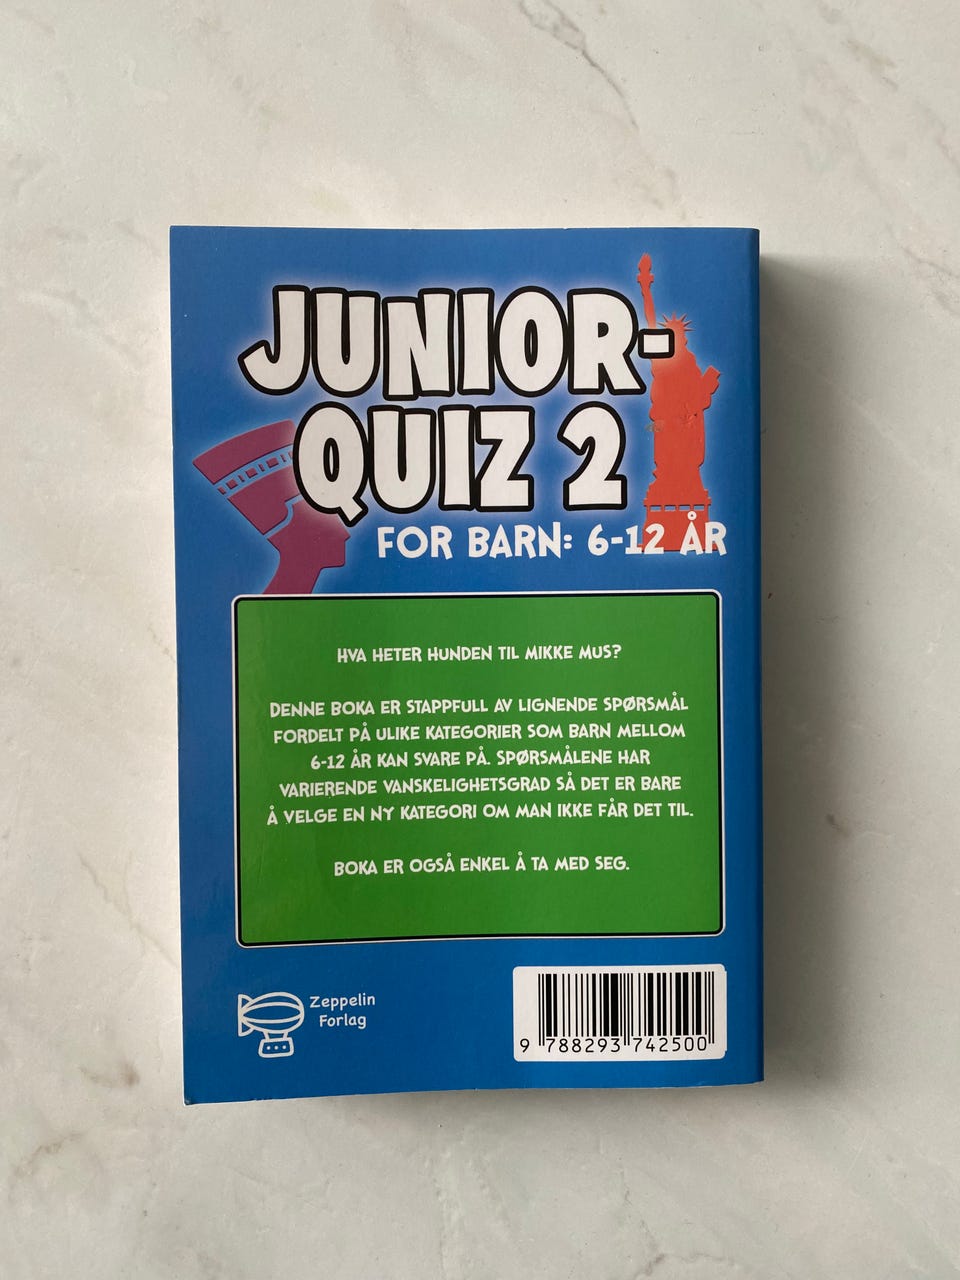 JUNIOR-
QUIZ 2
FOR BARN: 6-12 ÅR
HVA HETER HUNDEN TIL MIKKE MUS?
DENNE BOKA ER STAPPFULL AV LIGNENDE SPØRSMÅL
FORDELT PÅ ULIKE KATEGORIER SOM BARN MELLOM
6-12 ÅR KAN SVARE PÅ. SPØRSMÅLENE HAR
VARIERENDE VANSKELIGHETSGRAD SÅ DET ER BARE
Å VELGE EN NY KATEGORI OM MAN IKKE FÅR DET TIL.
BOKA ER OGSÅ ENKEL Å TA MED SEG.
Zeppelin
Forlag
9 788293 742500